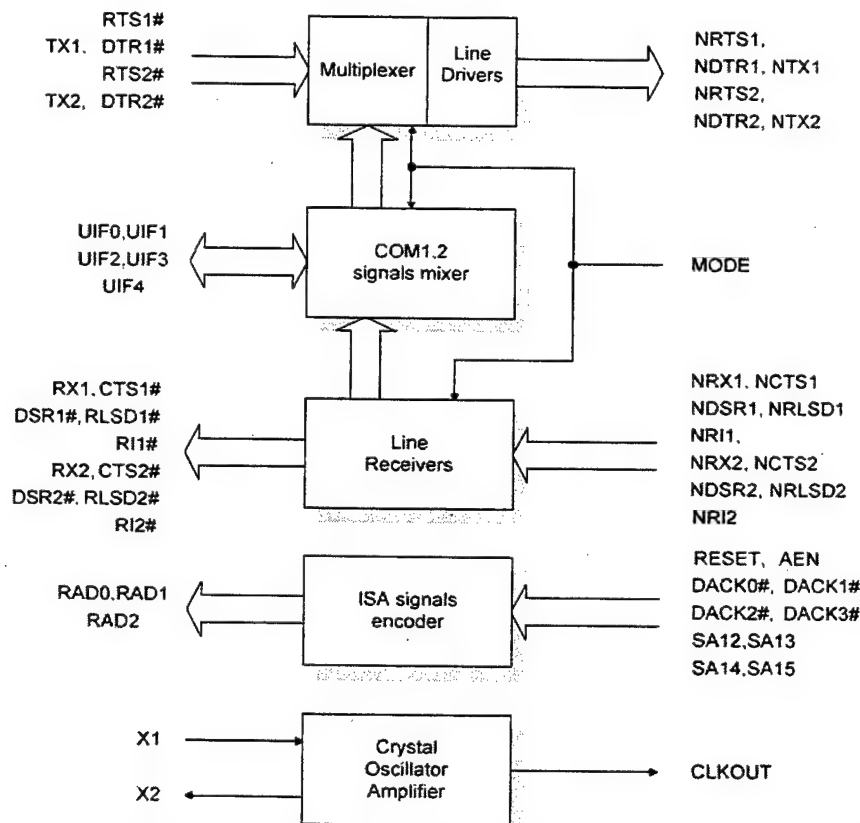 RTS1#
TX1, DTR1#
RTS2#
TX2, DTR2#
Multiplexer
Line
Drivers
NRTS1,
NDTR1, NTX1
NRTS2,
NDTR2, NTX2
UIF0,UIF1
UIF2,UIF3
UIF4
COM1,2
signals mixer
MODE
RX1, CTS1#
DSR1#, RLSD1#
RI1#
RX2, CTS2#
DSR2#, RLSD2#
RI2#
Line
Receivers
NRX1, NCTS1
NDSR1, NRLSD1
NRI1,
NRX2, NCTS2
NDSR2, NRLSD2
NRI2
RAD0,RAD1
RAD2
ISA signals
encoder
RESET, AEN
DACK0#, DACK1#
DACK2#, DACK3#
SA12,SA13
SA14,SA15
X1
X2
Crystal
Oscillator
Amplifier
CLKOUT